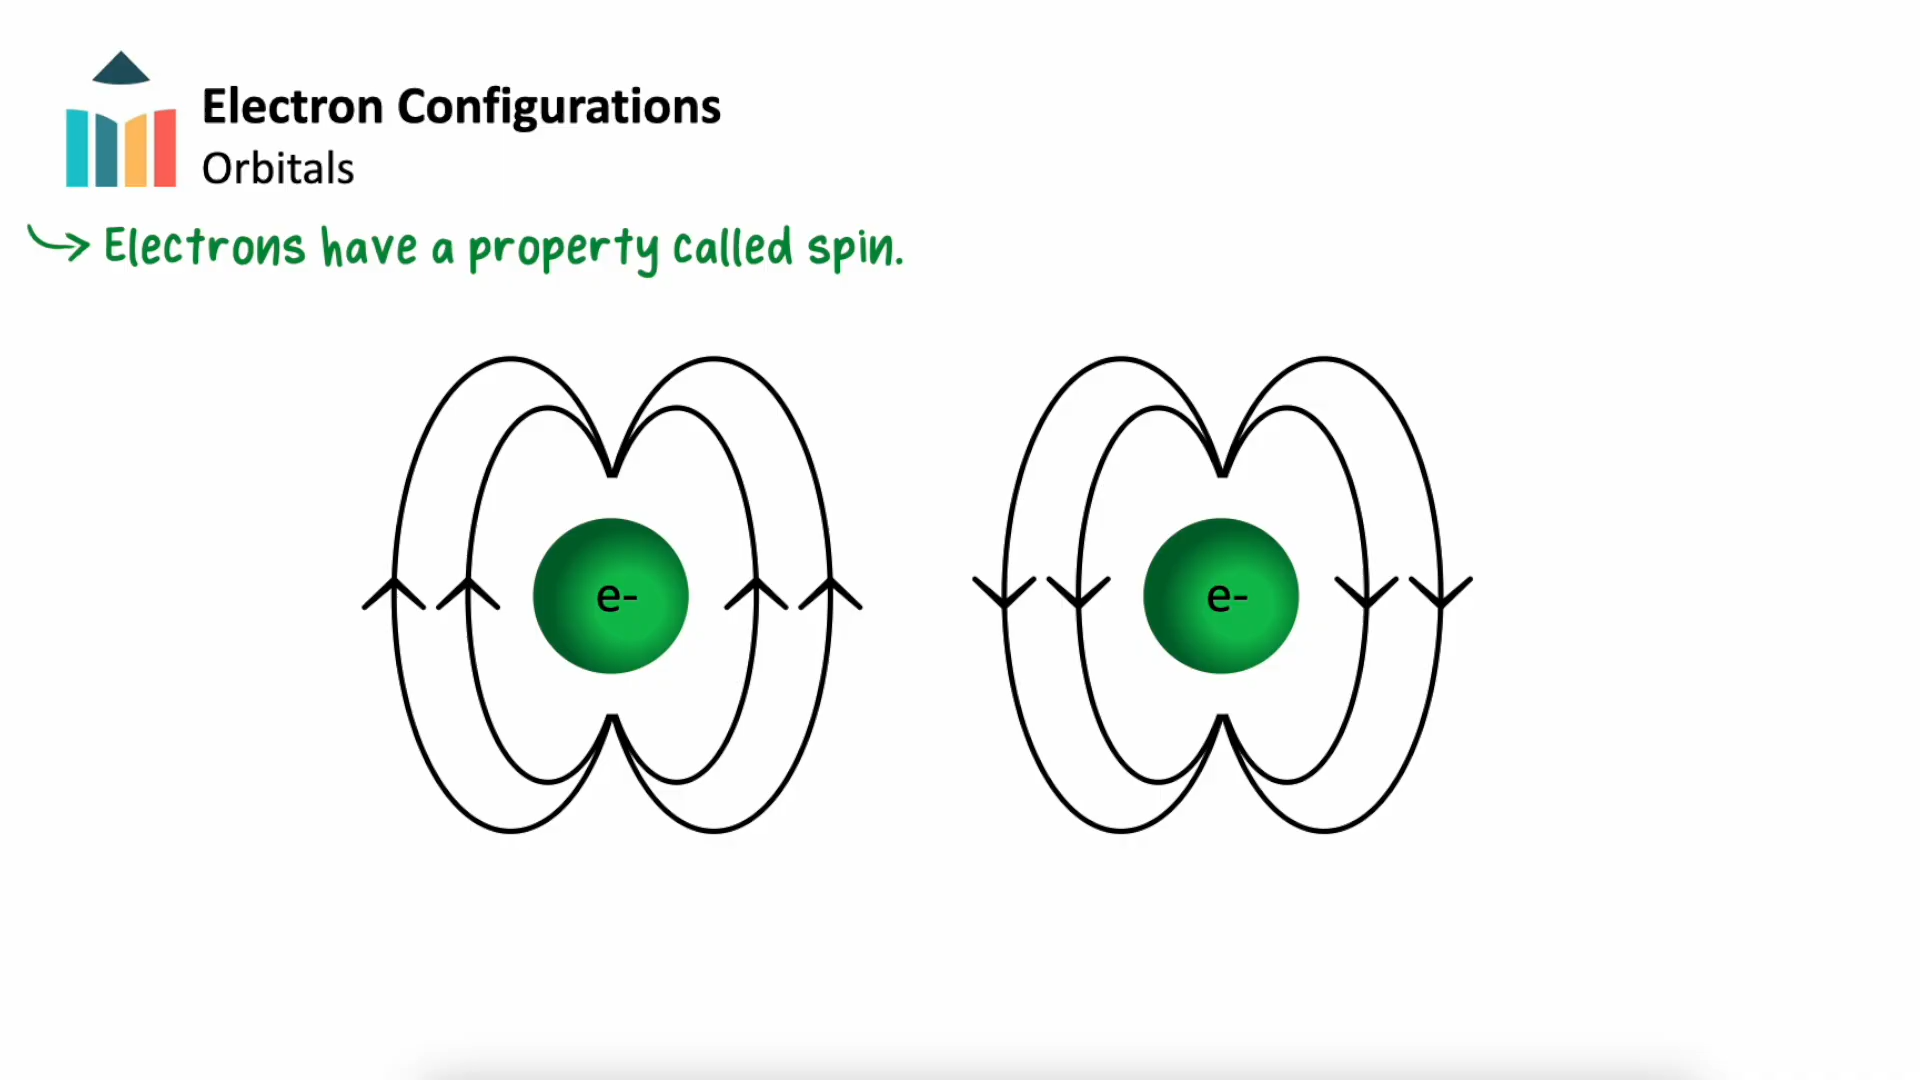 Electron Configurations
Orbitals
Electrons have a property called spin.
e-
e-